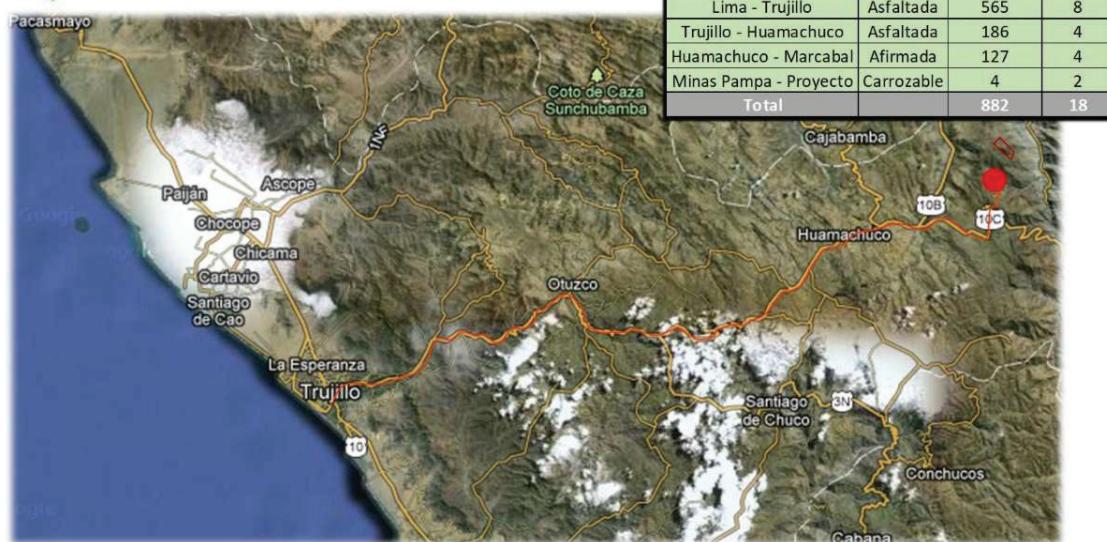 Lima - Trujillo Asfaltada 565 8
Trujillo - Huamachuco Asfaltada 186 4
Huamachuco - Marcabal Afirmada 127 4
Minas Pampa - Proyecto Carrozable 4 2
Total 882 18
Pacasmayo
Coto de Caza
Sunchubamba
1NF
Cajabamba
Paiján
Ascope
10B
10C
Chocope
Huamachuco
Chicama
Cartavio
Otuzco
Santiago
de Cao
La Esperanza
Trujillo
Santiago
de Chuco
3N
10
Conchucos
Cabana